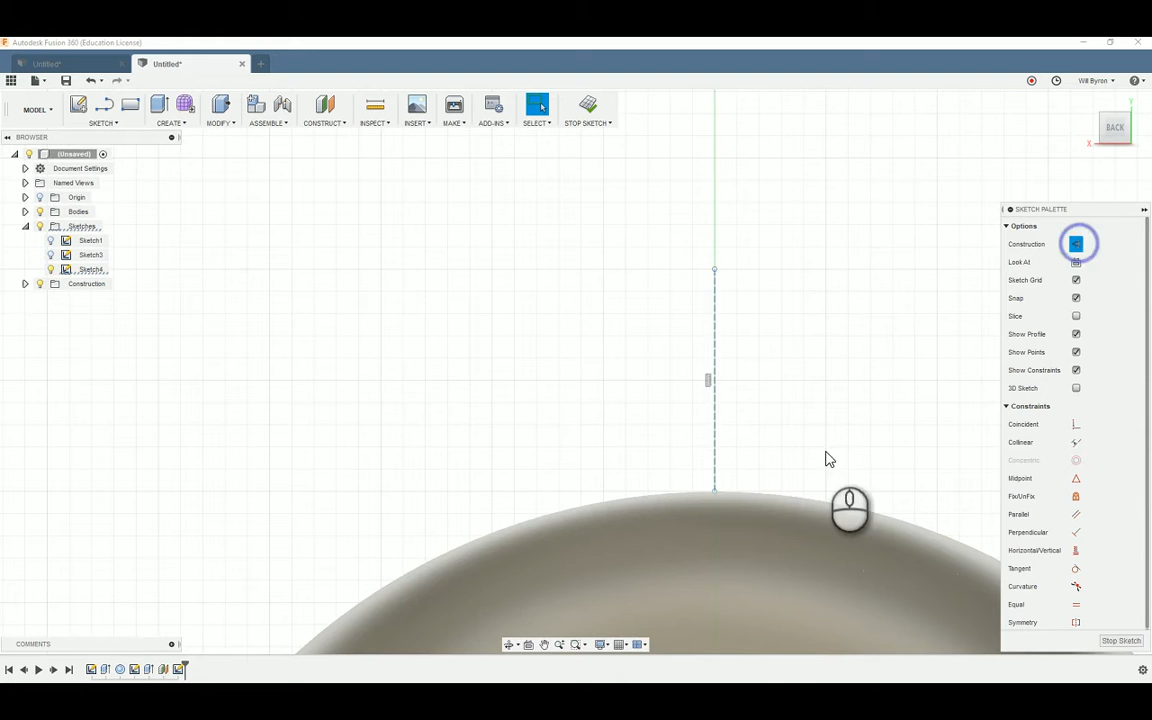 Autodesk Fusion 360 (Education License)
Untitled*
Untitled*
MODEL
SKETCH
CREATE
MODIFY
ASSEMBLE
CONSTRUCT
INSPECT
INSERT
MAKE
ADD-INS
SELECT
STOP SKETCH
Will Byron
BROWSER
(Unsaved)
Document Settings
Named Views
Origin
Bodies
Sketches
Sketch1
Sketch3
Sketch4
Construction
Y
BACK
X
SKETCH PALETTE
Options
Construction
Look At
Sketch Grid
Snap
Slice
Show Profile
Show Points
Show Constraints
3D Sketch
Constraints
Coincident
Collinear
Concentric
Midpoint
Fix/UnFix
Parallel
Perpendicular
Horizontal/Vertical
Tangent
Curvature
Equal
Symmetry
Stop Sketch
COMMENTS